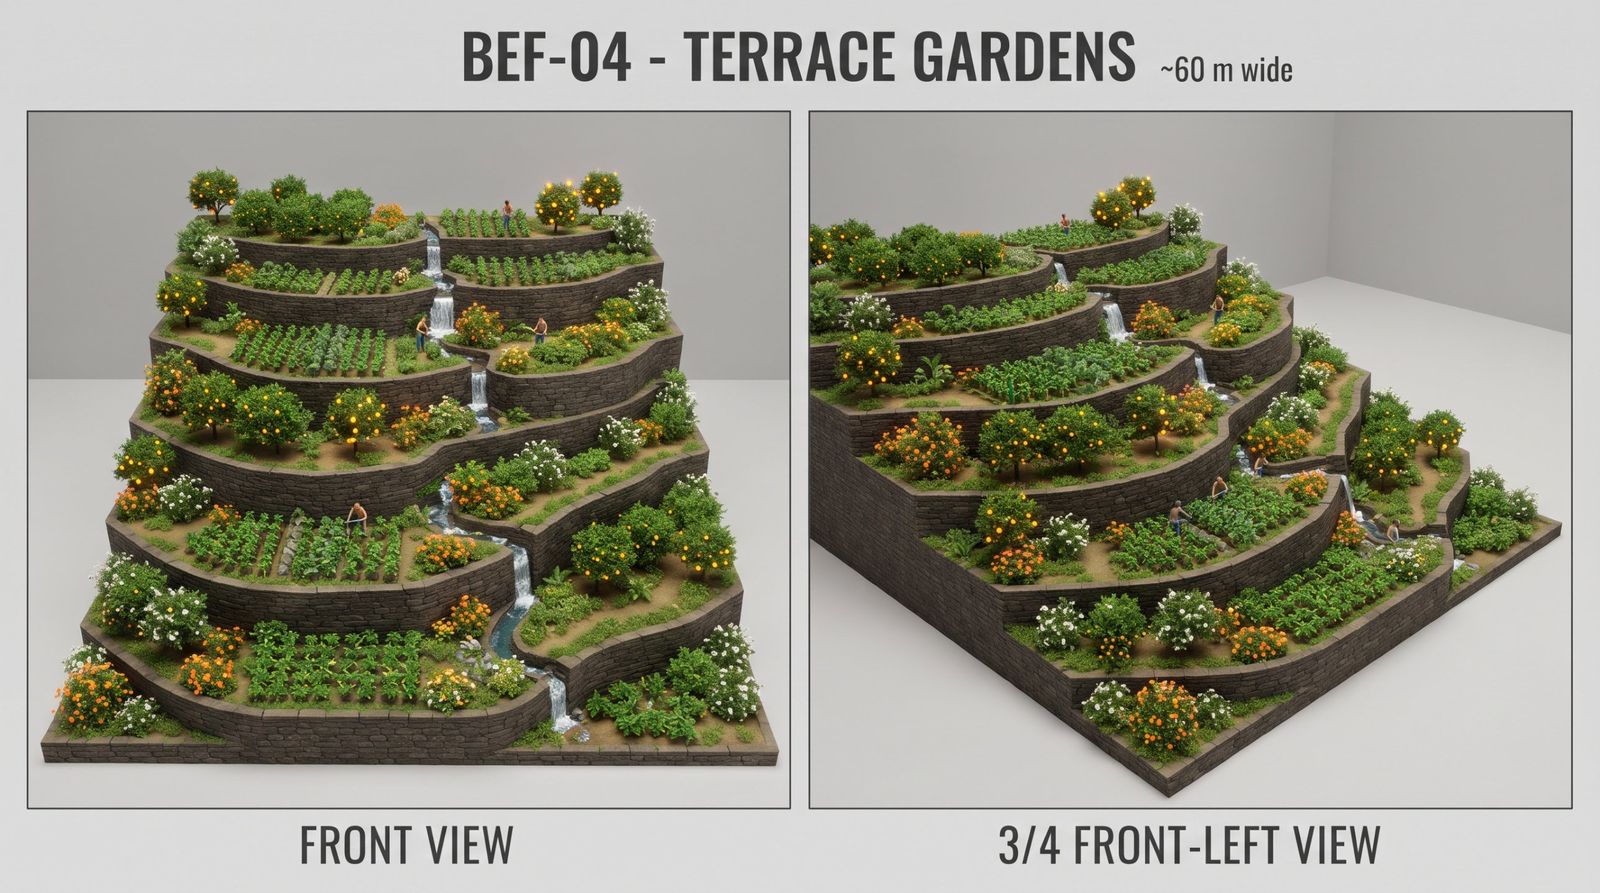 BEF-04 - TERRACE GARDENS ~60 m wide
FRONT VIEW
3/4 FRONT-LEFT VIEW